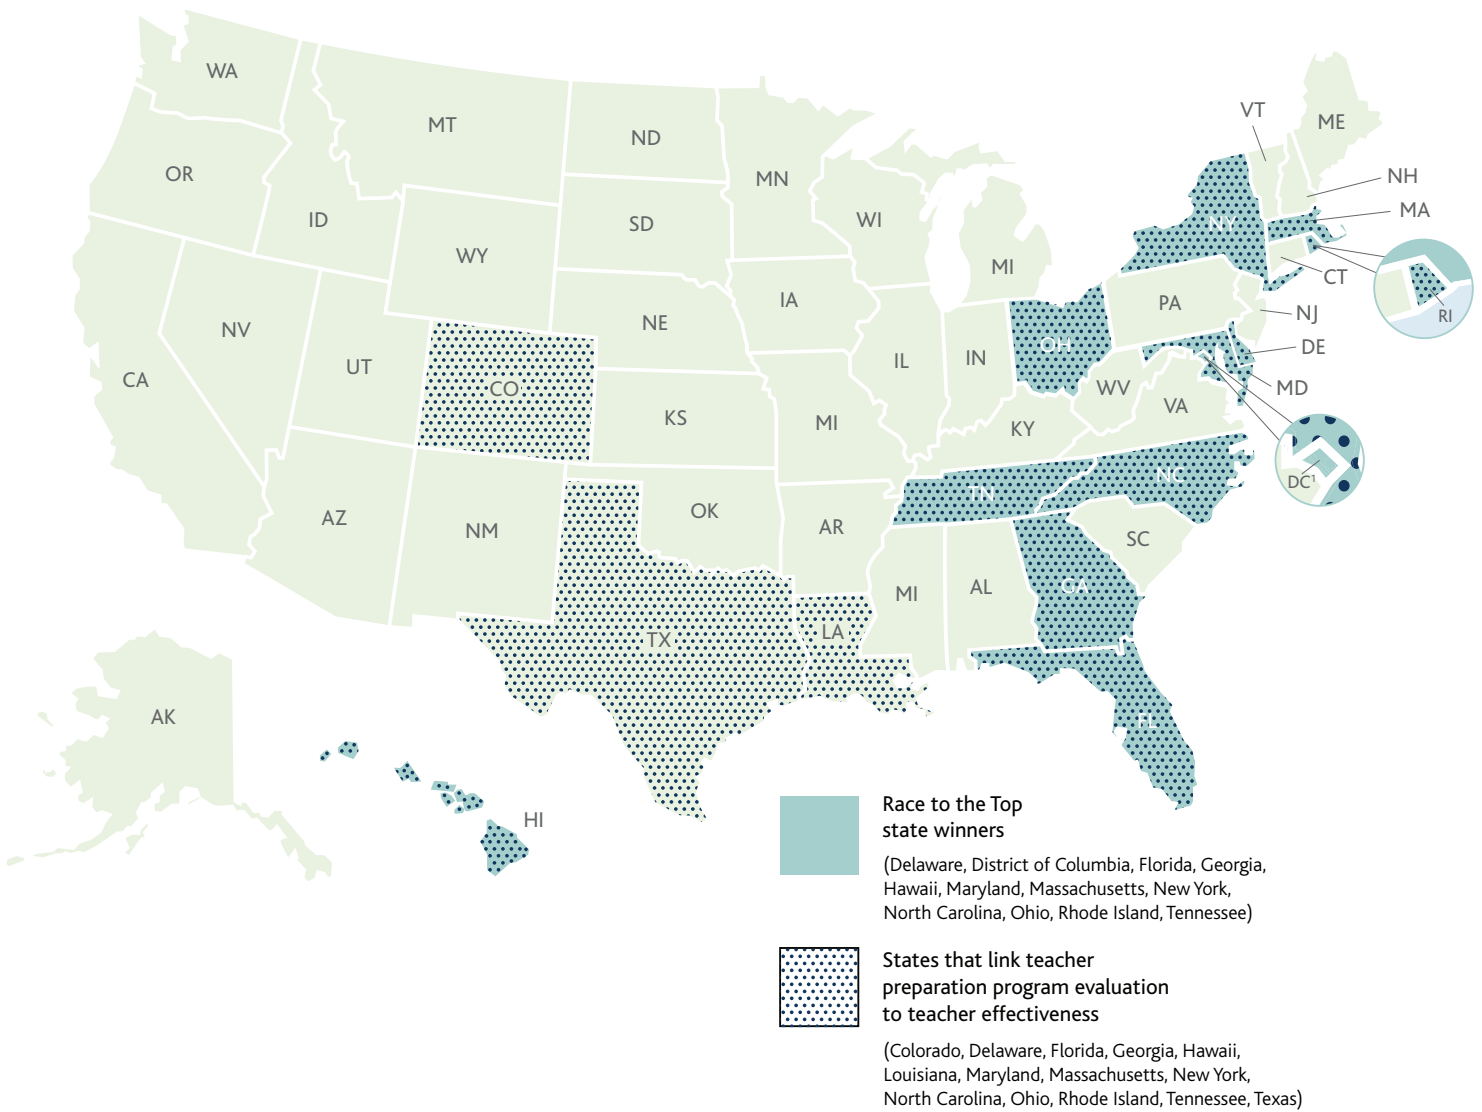 WA
MT
ND
MN
VT
ME
OR
ID
SD
WI
NH
MA
NY
WY
MI
CT
IA
PA
NJ
RI
NV
NE
OH
DE
UT
IL
IN
CA
CO
WV
MD
KS
MI
KY
VA
AZ
NM
OK
AR
TN
NC
DC¹
SC
MI
AL
GA
TX
LA
AK
FL
HI
Race to the Top
state winners
(Delaware, District of Columbia, Florida, Georgia,
Hawaii, Maryland, Massachusetts, New York,
North Carolina, Ohio, Rhode Island, Tennessee)
States that link teacher
preparation program evaluation
to teacher effectiveness
(Colorado, Delaware, Florida, Georgia, Hawaii,
Louisiana, Maryland, Massachusetts, New York,
North Carolina, Ohio, Rhode Island, Tennessee, Texas)